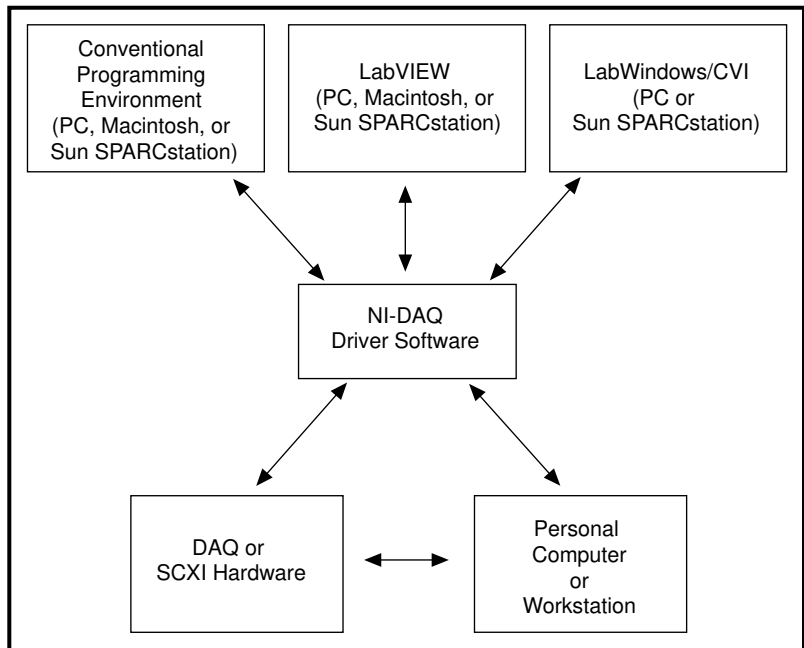 Conventional
Programming
Environment
(PC, Macintosh, or
Sun SPARCstation)
LabVIEW
(PC, Macintosh, or
Sun SPARCstation)
LabWindows/CVI
(PC or
Sun SPARCstation)
NI-DAQ
Driver Software
DAQ or
SCXI Hardware
Personal
Computer
or
Workstation